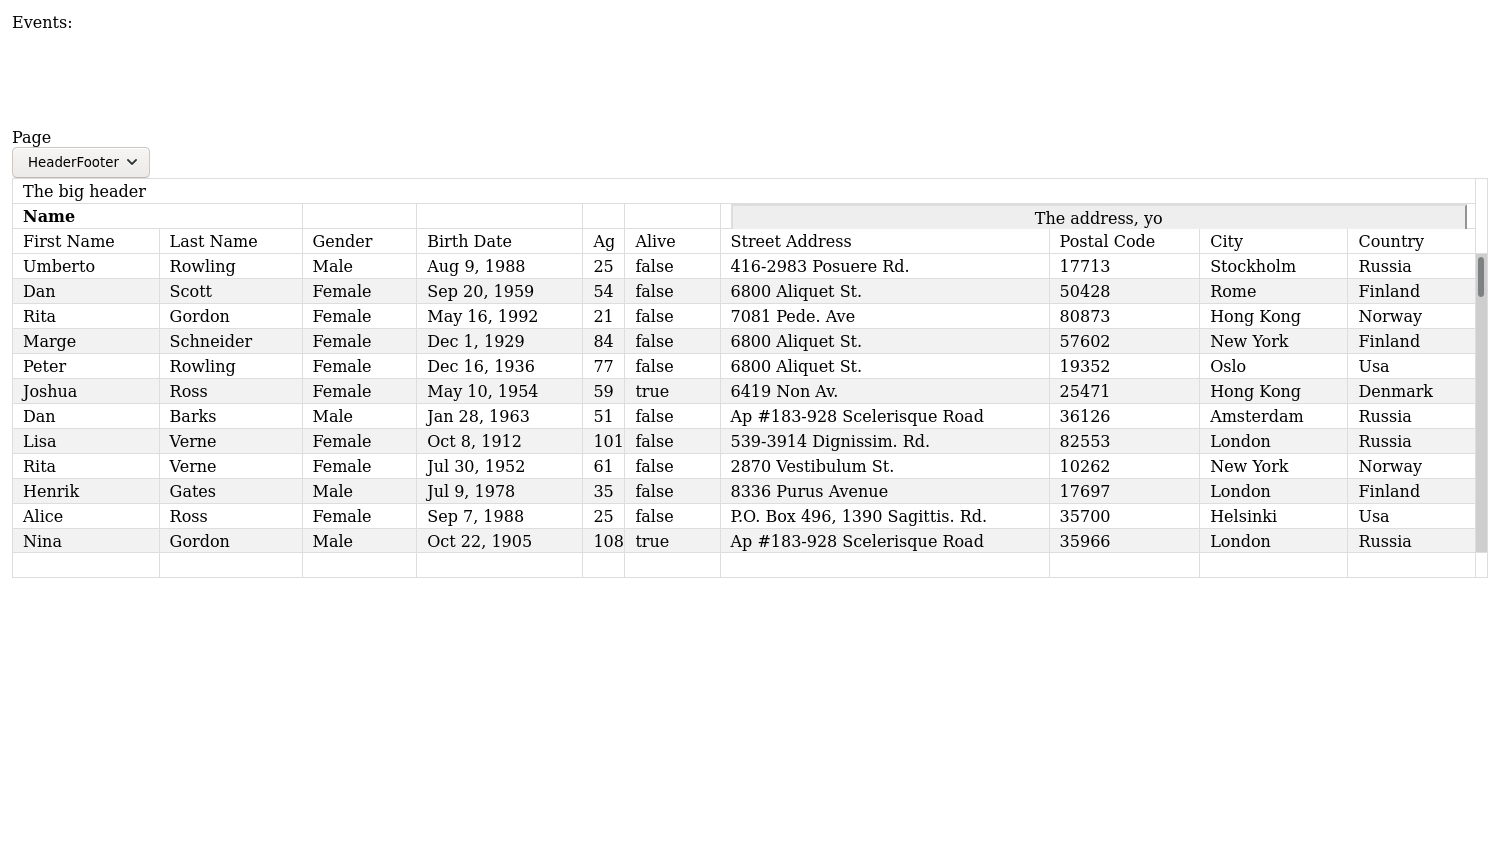 Events:
Page
HeaderFooter
The big header
Name The address, yo
First Name Last Name Gender Birth Date Ag Alive Street Address Postal Code City Country
Umberto Rowling Male Aug 9, 1988 25 false 416-2983 Posuere Rd. 17713 Stockholm Russia
Dan Scott Female Sep 20, 1959 54 false 6800 Aliquet St. 50428 Rome Finland
Rita Gordon Female May 16, 1992 21 false 7081 Pede. Ave 80873 Hong Kong Norway
Marge Schneider Female Dec 1, 1929 84 false 6800 Aliquet St. 57602 New York Finland
Peter Rowling Female Dec 16, 1936 77 false 6800 Aliquet St. 19352 Oslo Usa
Joshua Ross Female May 10, 1954 59 true 6419 Non Av. 25471 Hong Kong Denmark
Dan Barks Male Jan 28, 1963 51 false Ap #183-928 Scelerisque Road 36126 Amsterdam Russia
Lisa Verne Female Oct 8, 1912 101 false 539-3914 Dignissim. Rd. 82553 London Russia
Rita Verne Female Jul 30, 1952 61 false 2870 Vestibulum St. 10262 New York Norway
Henrik Gates Male Jul 9, 1978 35 false 8336 Purus Avenue 17697 London Finland
Alice Ross Female Sep 7, 1988 25 false P.O. Box 496, 1390 Sagittis. Rd. 35700 Helsinki Usa
Nina Gordon Male Oct 22, 1905 108 true Ap #183-928 Scelerisque Road 35966 London Russia